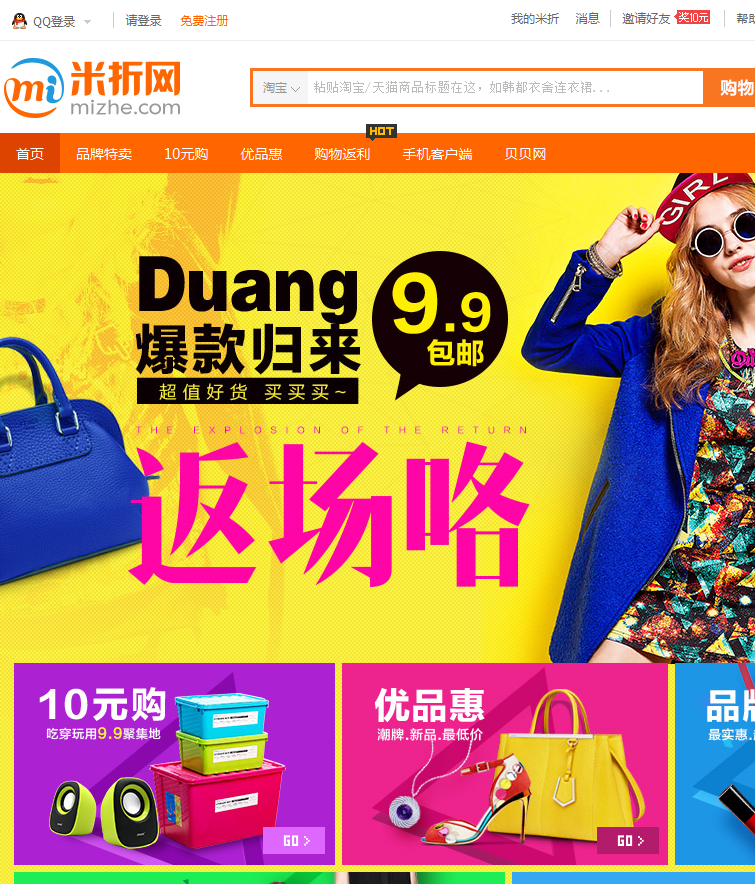 QQ登录 请登录 免费注册 我的米折 消息 邀请好友 奖10元 帮助
mi 米折网
mizhe.com
淘宝 粘贴淘宝/天猫商品标题在这，如韩都衣舍连衣裙... 购物
HOT
首页 品牌特卖 10元购 优品惠 购物返利 手机客户端 贝贝网
GIRL
Duang
爆款归来
超值好货 买买买~
9.9
包邮
THE EXPLOSION OF THE RETURN
返场咯
10元购
吃穿玩用9.9聚集地
GO
优品惠
潮牌.新品.最低价
GO
品牌
最实惠.